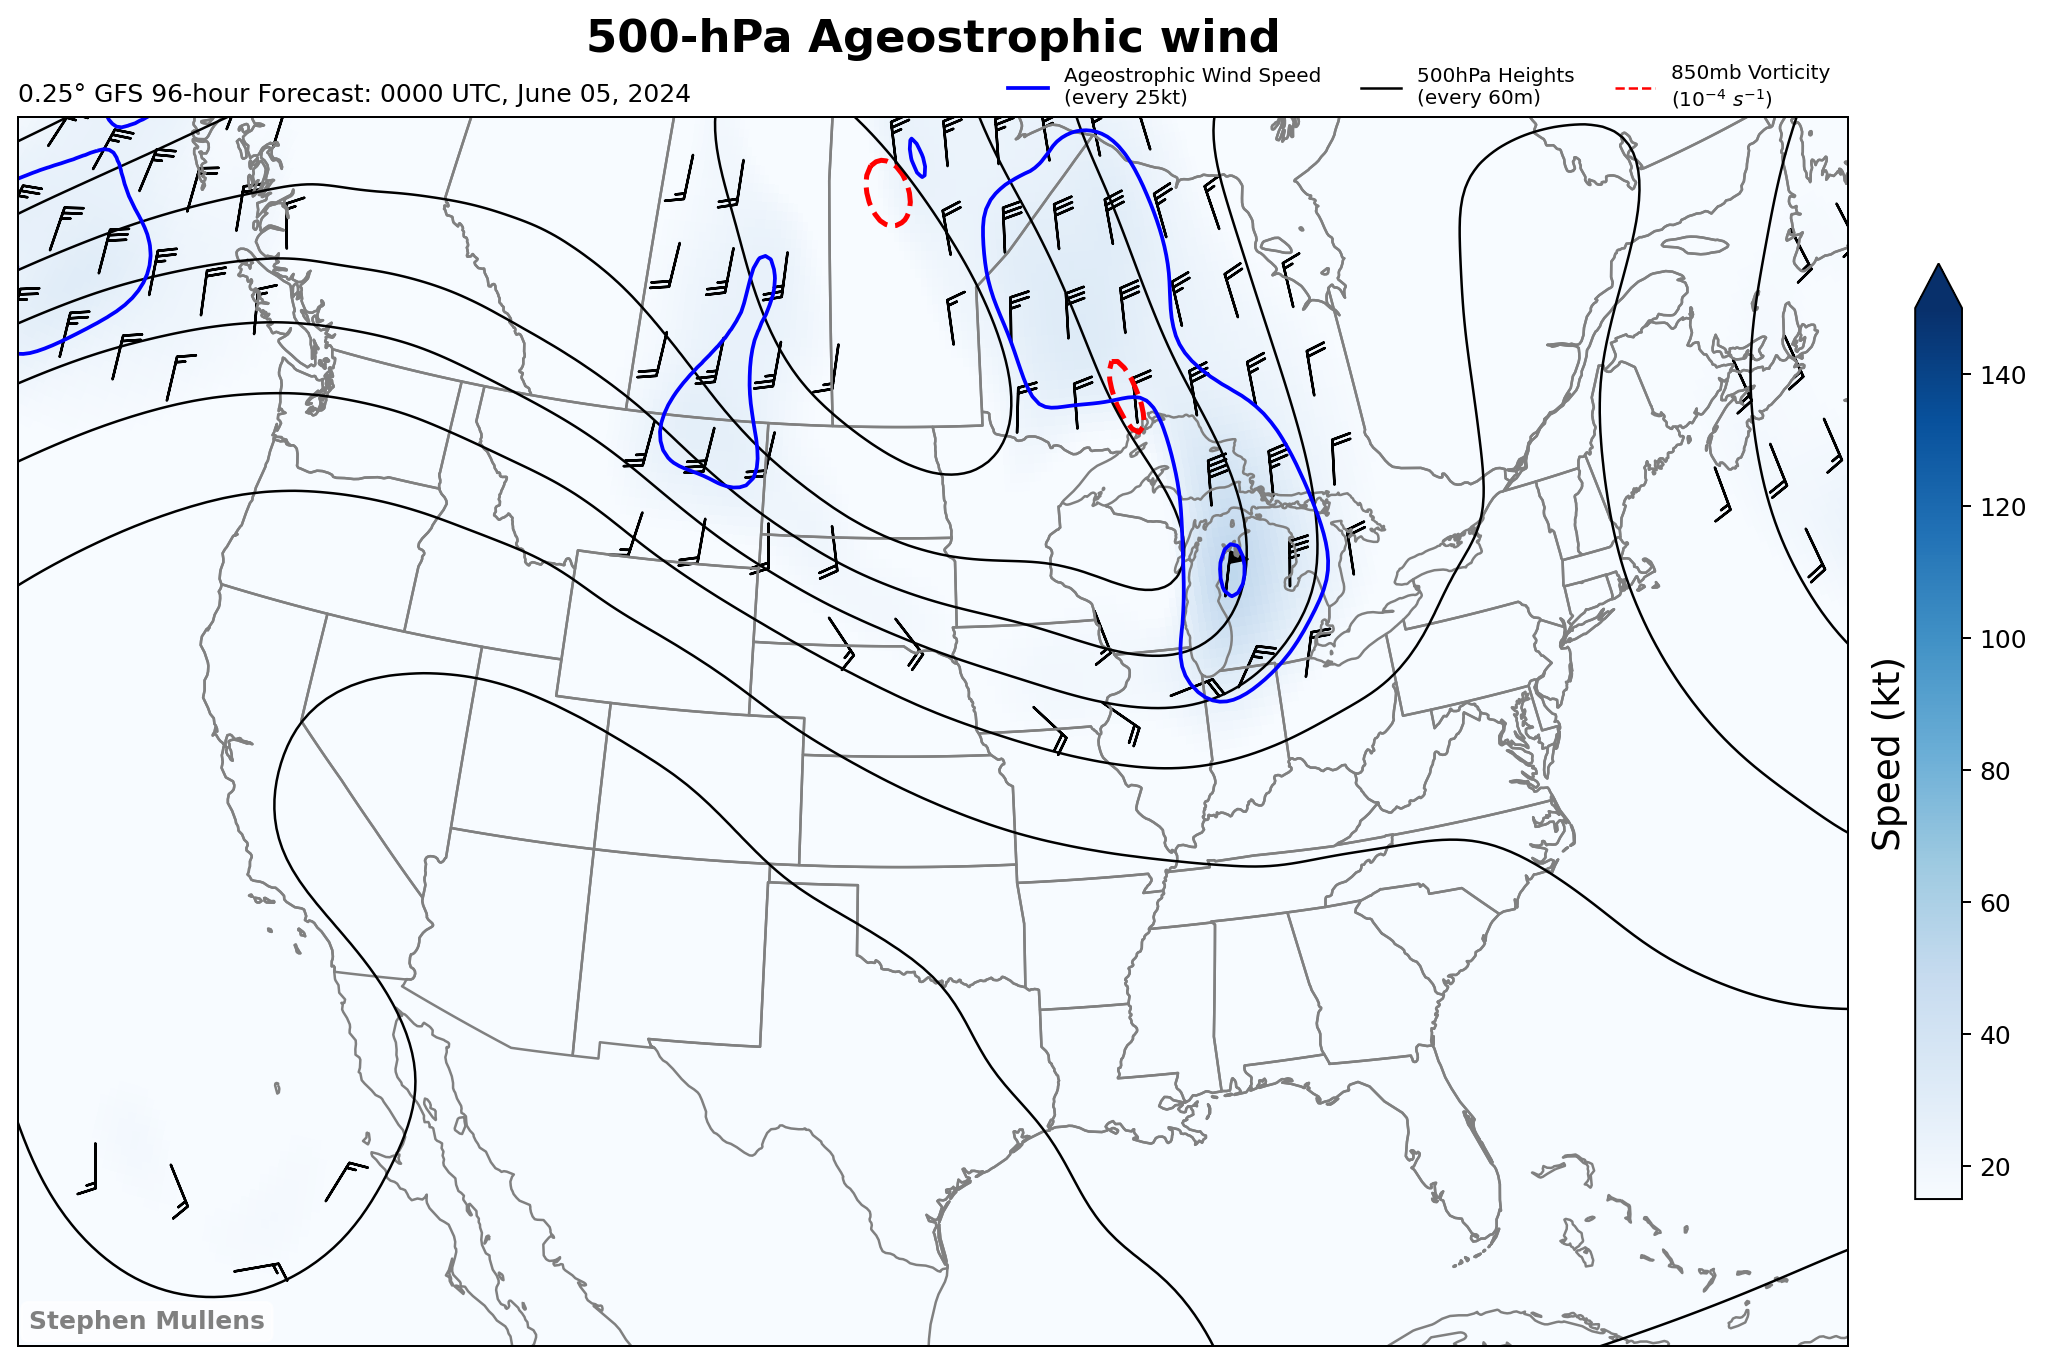 500-hPa Ageostrophic wind
0.25° GFS 96-hour Forecast: 0000 UTC, June 05, 2024
Ageostrophic Wind Speed
(every 25kt)
500hPa Heights
(every 60m)
850mb Vorticity
(10⁻⁴ s⁻¹)
140
120
100
80
60
40
20
Speed (kt)
Stephen Mullens